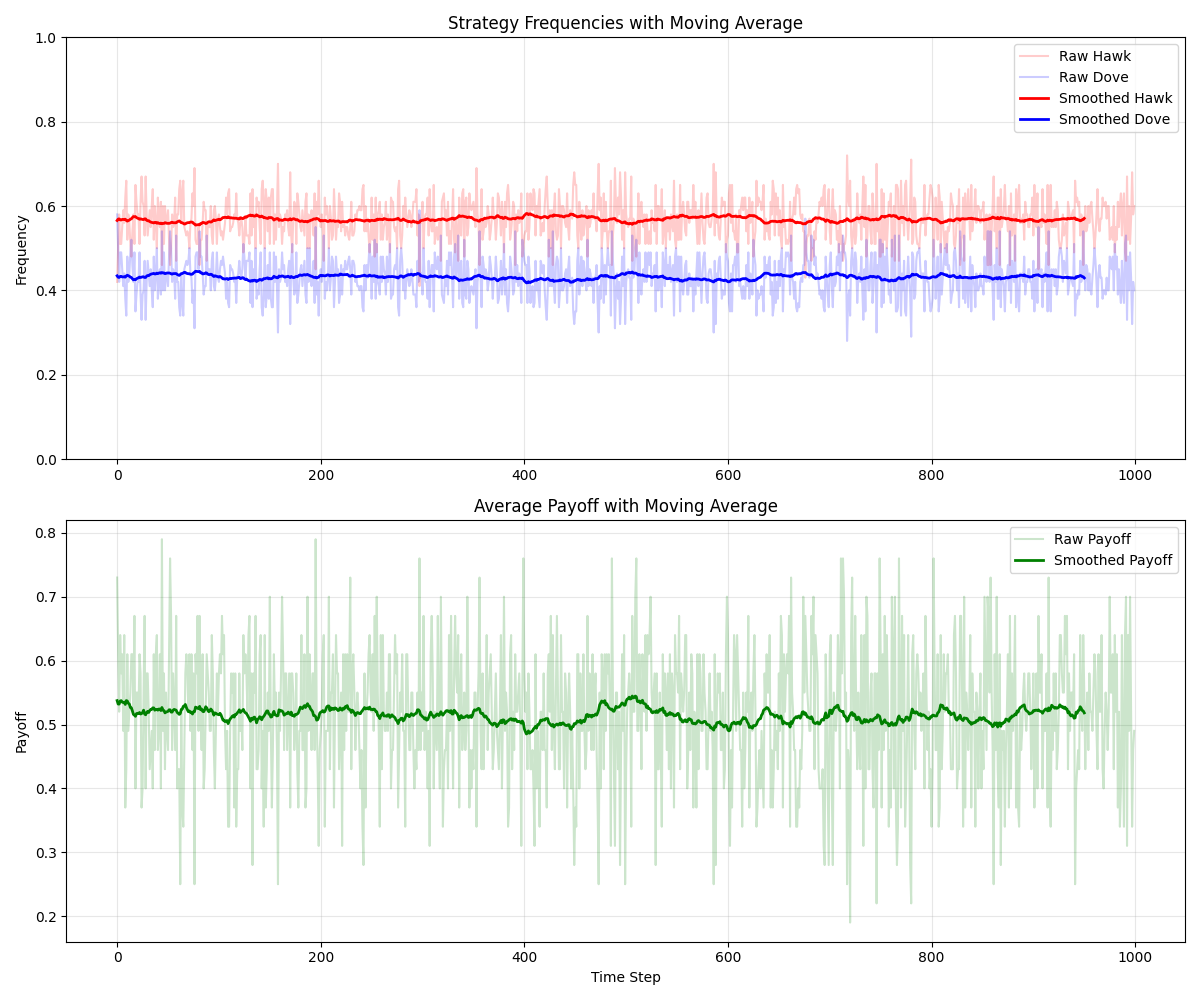 Strategy Frequencies with Moving Average
1.0
0.8
0.6
0.4
0.2
0.0
Frequency
Raw Hawk
Raw Dove
Smoothed Hawk
Smoothed Dove
0 200 400 600 800 1000
Average Payoff with Moving Average
0.8
0.7
0.6
0.5
0.4
0.3
0.2
Payoff
Raw Payoff
Smoothed Payoff
0 200 400 600 800 1000
Time Step